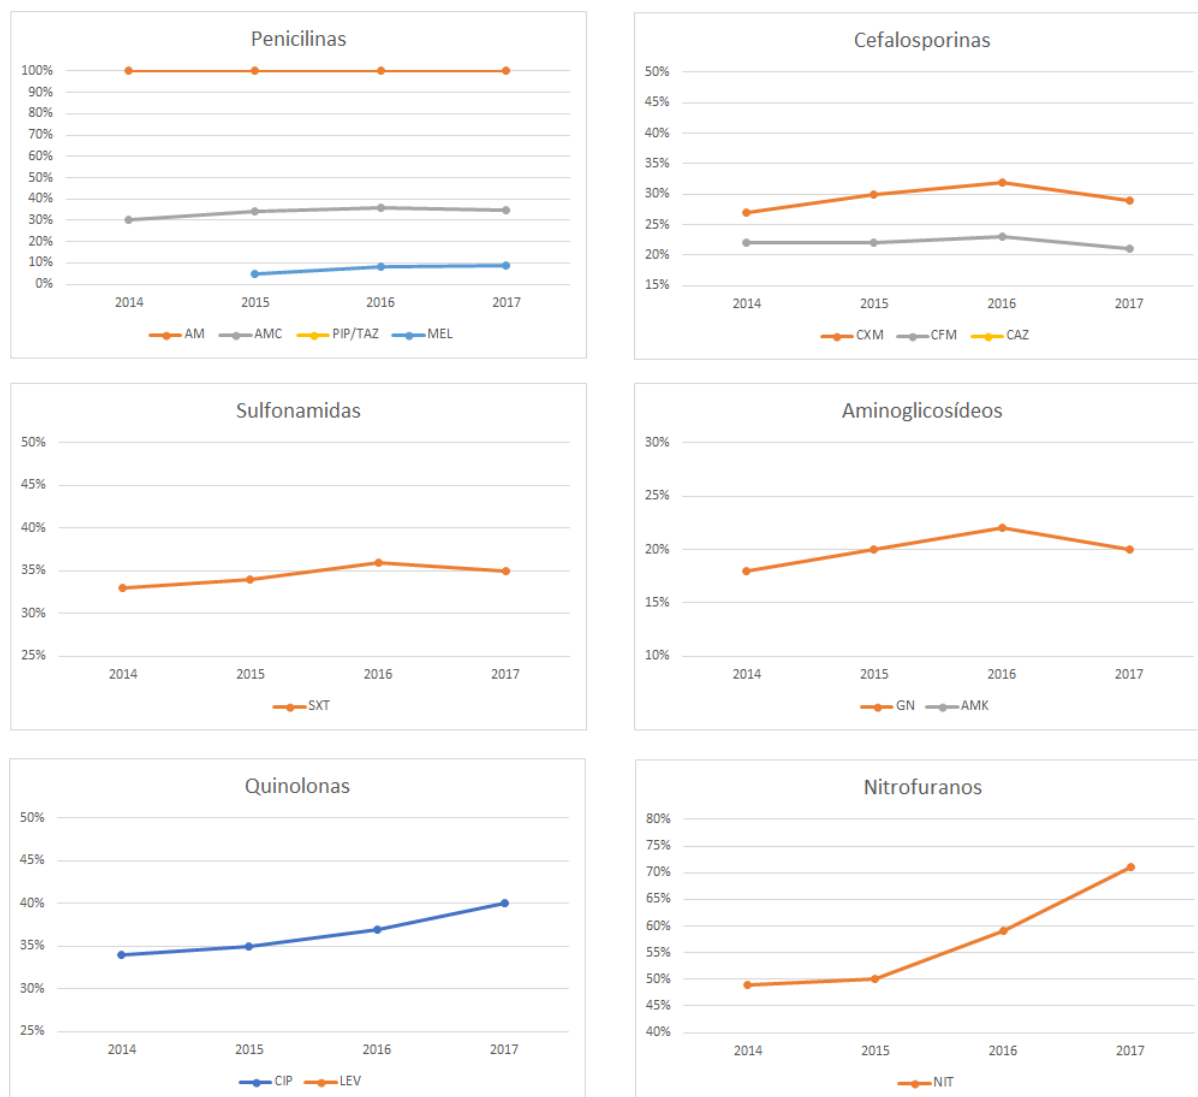 Penicilinas
100%
90%
80%
70%
60%
50%
40%
30%
20%
10%
0%
2014 2015 2016 2017
AM AMC PIP/TAZ MEL
Cefalosporinas
50%
45%
40%
35%
30%
25%
20%
15%
2014 2015 2016 2017
CXM CFM CAZ
Sulfonamidas
50%
45%
40%
35%
30%
25%
2014 2015 2016 2017
SXT
Aminoglicosídeos
30%
25%
20%
15%
10%
2014 2015 2016 2017
GN AMK
Quinolonas
50%
45%
40%
35%
30%
25%
2014 2015 2016 2017
CIP LEV
Nitrofuranos
80%
75%
70%
65%
60%
55%
50%
45%
40%
2014 2015 2016 2017
NIT